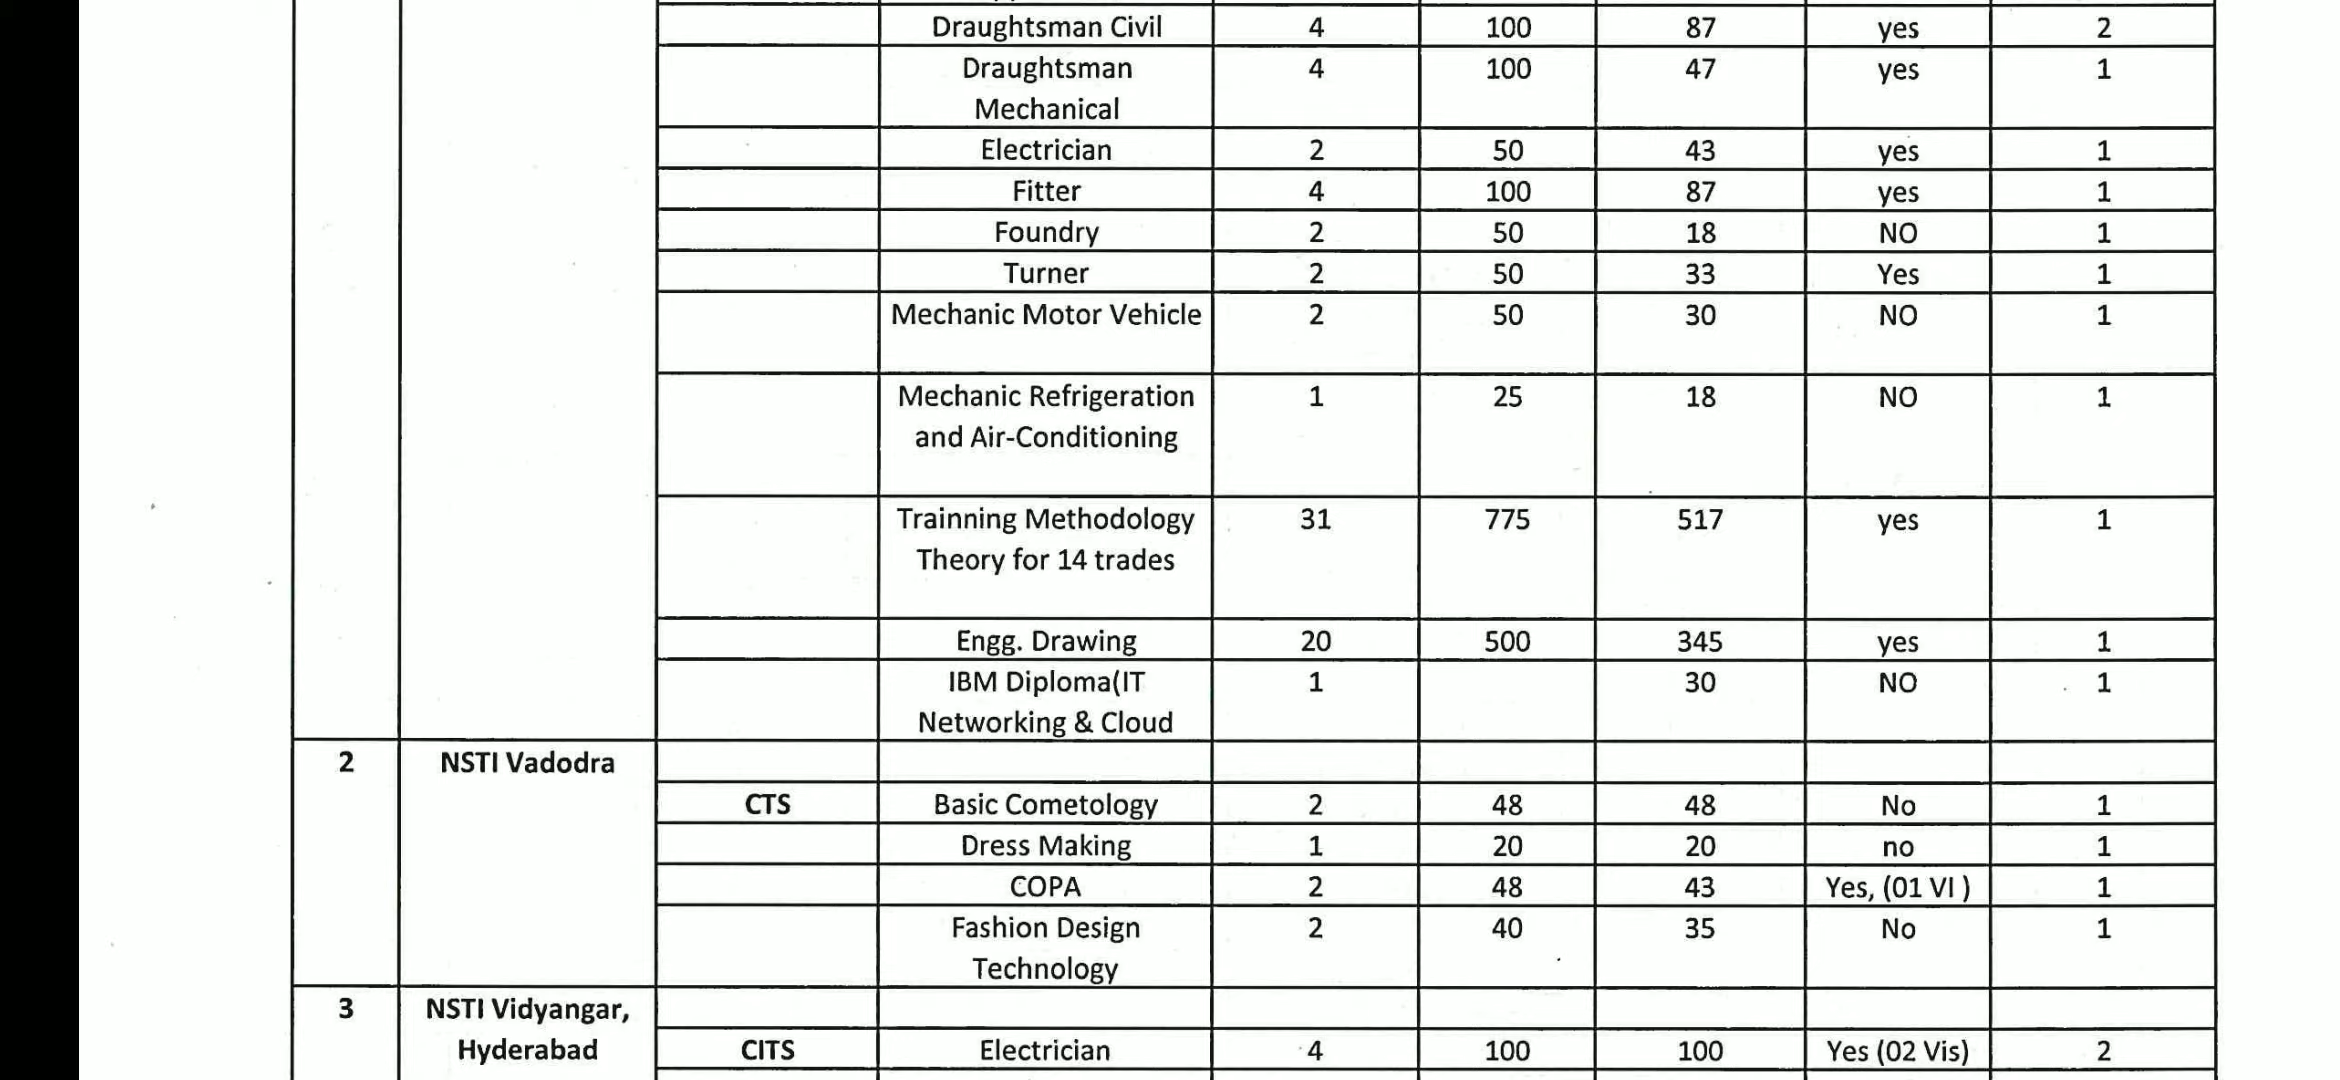 Draughtsman Civil 4 100 87 yes 2
Draughtsman 4 100 47 yes 1
Mechanical
Electrician 2 50 43 yes 1
Fitter 4 100 87 yes 1
Foundry 2 50 18 NO 1
Turner 2 50 33 Yes 1
Mechanic Motor Vehicle 2 50 30 NO 1
Mechanic Refrigeration 1 25 18 NO 1
and Air-Conditioning
Trainning Methodology 31 775 517 yes 1
Theory for 14 trades
Engg. Drawing 20 500 345 yes 1
IBM Diploma(IT 1 30 NO 1
Networking & Cloud
2 NSTI Vadodra
CTS Basic Cometology 2 48 48 No 1
Dress Making 1 20 20 no 1
COPA 2 48 43 Yes, (01 VI ) 1
Fashion Design 2 40 35 No 1
Technology
3 NSTI Vidyangar,
Hyderabad CITS Electrician 4 100 100 Yes (02 Vis) 2